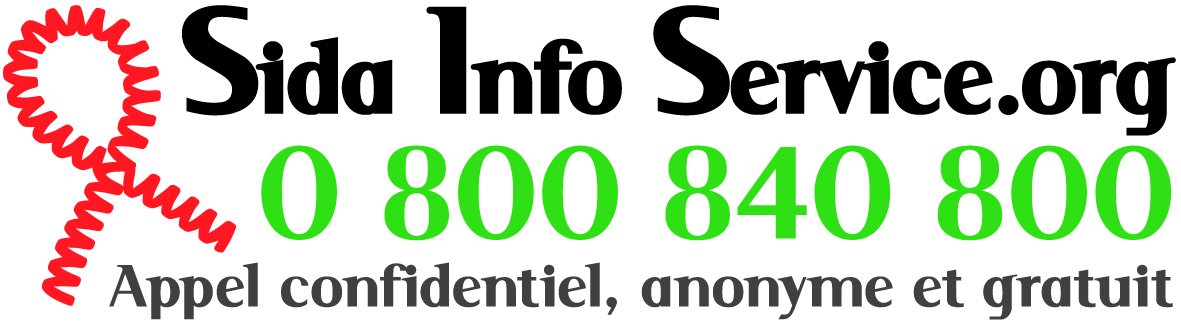 Sida Info Service.org
0 800 840 800
Appel confidentiel, anonyme et gratuit